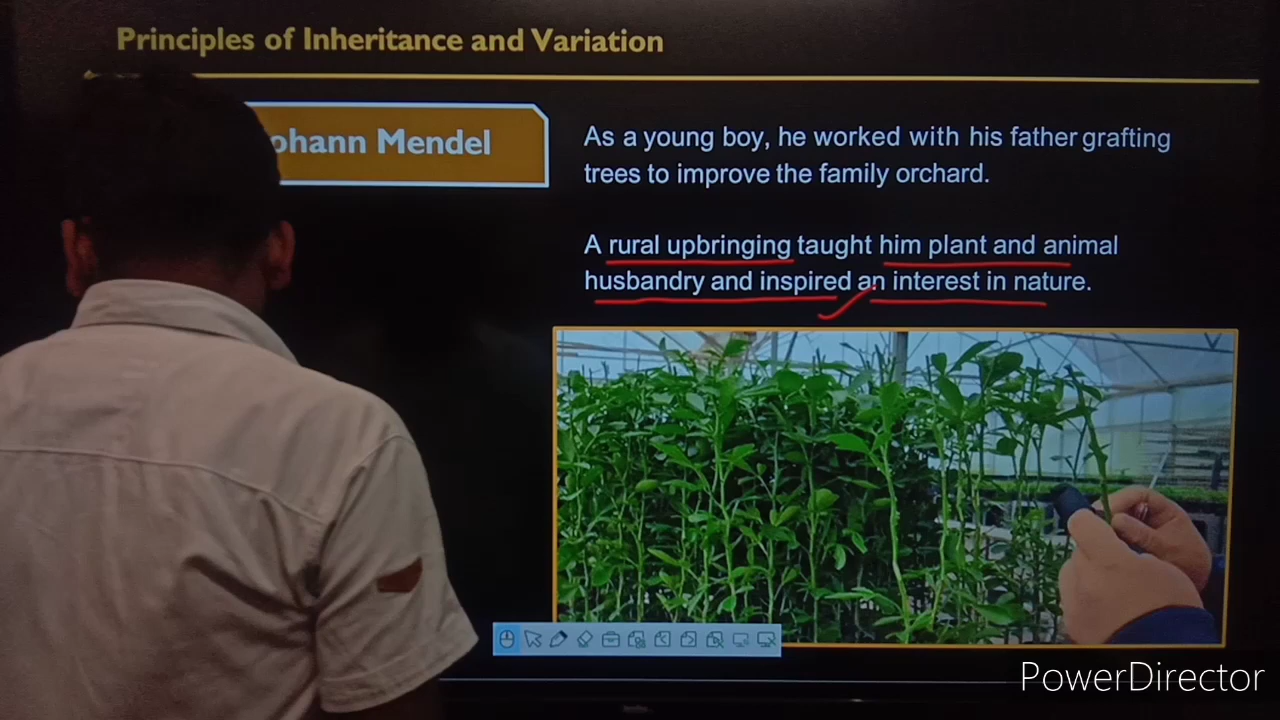 Principles of Inheritance and Variation
ohann Mendel
As a young boy, he worked with his father grafting
trees to improve the family orchard.
A rural upbringing taught him plant and animal
husbandry and inspired an interest in nature.
PowerDirector